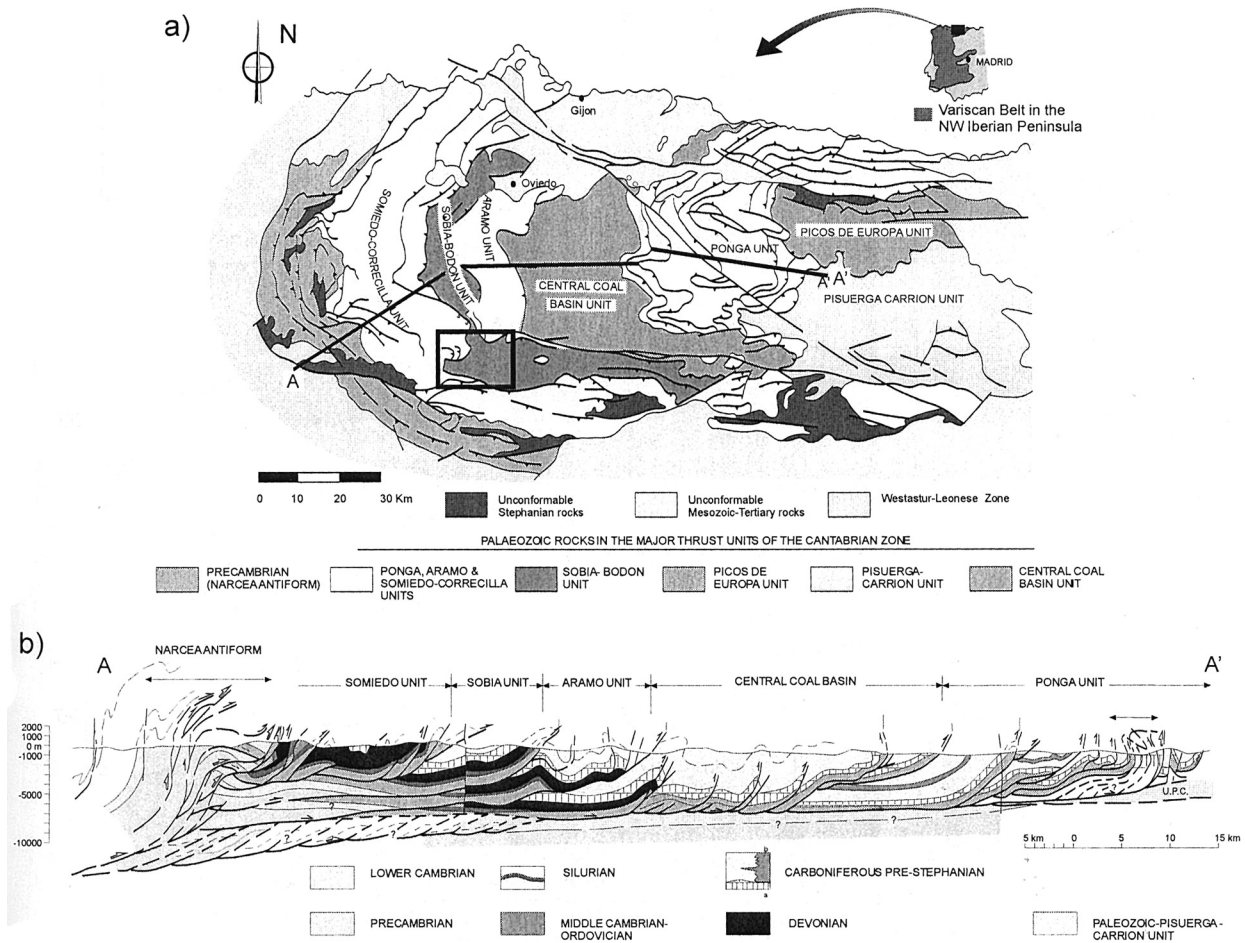 a)
N
MADRID
Variscan Belt in the
NW Iberian Peninsula
Gijon
Oviedo
SOMIEDO-CORRECILLA UNIT
SOBIA-BODON UNIT
ARAMO UNIT
CENTRAL COAL
BASIN UNIT
PONGA UNIT
PICOS DE EUROPA UNIT
PISUERGA CARRION UNIT
A
A' A'
0 10 20 30 Km
Unconformable
Stephanian rocks
Unconformable
Mesozoic-Tertiary rocks
Westastur-Leonese Zone
PALAEOZOIC ROCKS IN THE MAJOR THRUST UNITS OF THE CANTABRIAN ZONE
PRECAMBRIAN
(NARCEA ANTIFORM)
PONGA, ARAMO &
SOMIEDO-CORRECILLA
UNITS
SOBIA- BODON
UNIT
PICOS DE
EUROPA UNIT
PISUERGA-
CARRION UNIT
CENTRAL COAL
BASIN UNIT
b)
A
NARCEA ANTIFORM
A'
SOMIEDO UNIT
SOBIA UNIT
ARAMO UNIT
CENTRAL COAL BASIN
PONGA UNIT
2000
1000
0 m
-1000
-5000
-10000
?
?
?
?
?
?
U.P.C.
5 km 0 5 10 15 km
LOWER CAMBRIAN
SILURIAN
b
a
CARBONIFEROUS PRE-STEPHANIAN
PRECAMBRIAN
MIDDLE CAMBRIAN-
ORDOVICIAN
DEVONIAN
PALEOZOIC-PISUERGA-
CARRION UNIT